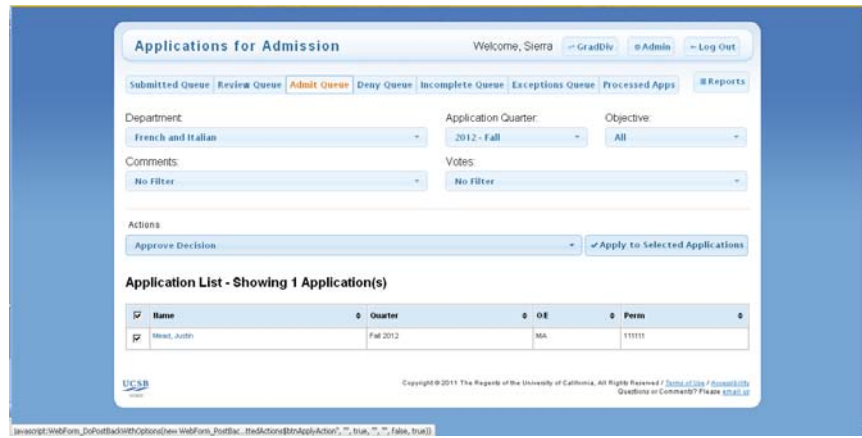 Applications for Admission
Welcome, Sierra
GradDiv
Admin
Log Out
Submitted Queue Review Queue Admit Queue Deny Queue Incomplete Queue Exceptions Queue Processed Apps
Reports
Department:
Application Quarter:
Objective:
French and Italian
2012 - Fall
All
Comments:
Votes:
No Filter
No Filter
Actions
Approve Decision
Apply to Selected Applications
Application List - Showing 1 Application(s)
Name Quarter OE Perm
Mead, Justin Fall 2012 MA 111111
UCSB
Copyright © 2011 The Regents of the University of California, All Rights Reserved / Terms of Use / Accessibility
Questions or Comments? Please email us
javascript:WebForm_DoPostBackWithOptions(new WebForm_PostBac...ttedActions$btnApplyAction", "", true, "", "", false, true))